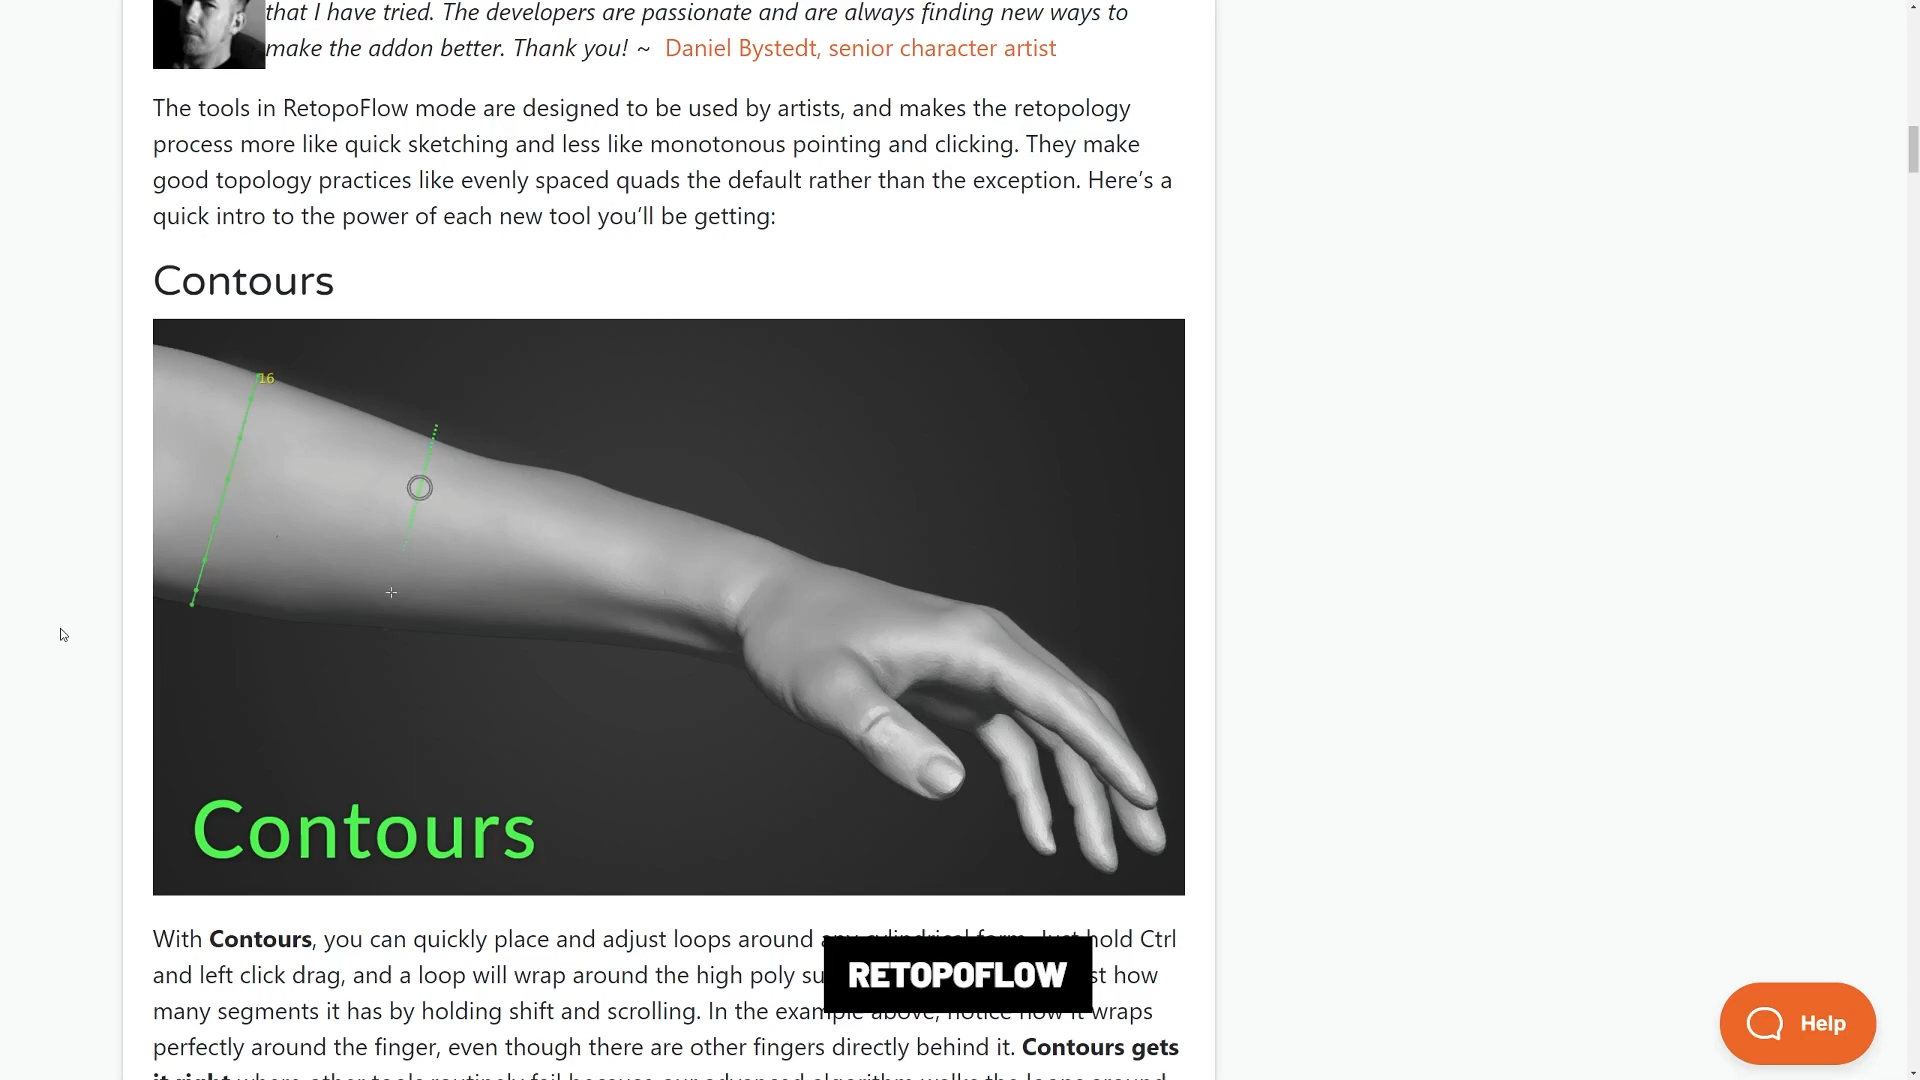 that I have tried. The developers are passionate and are always finding new ways to
make the addon better. Thank you! ~ Daniel Bystedt, senior character artist
The tools in RetopoFlow mode are designed to be used by artists, and makes the retopology
process more like quick sketching and less like monotonous pointing and clicking. They make
good topology practices like evenly spaced quads the default rather than the exception. Here’s a
quick intro to the power of each new tool you’ll be getting:
Contours
16
Contours
With Contours, you can quickly place and adjust loops around any cylindrical form. Just hold Ctrl
and left click drag, and a loop will wrap around the high poly su st how
RETOPOFLOW
many segments it has by holding shift and scrolling. In the example above, notice how it wraps
perfectly around the finger, even though there are other fingers directly behind it. Contours gets
it right where other tools routinely fail because our advanced algorithm walks the loops around
Help